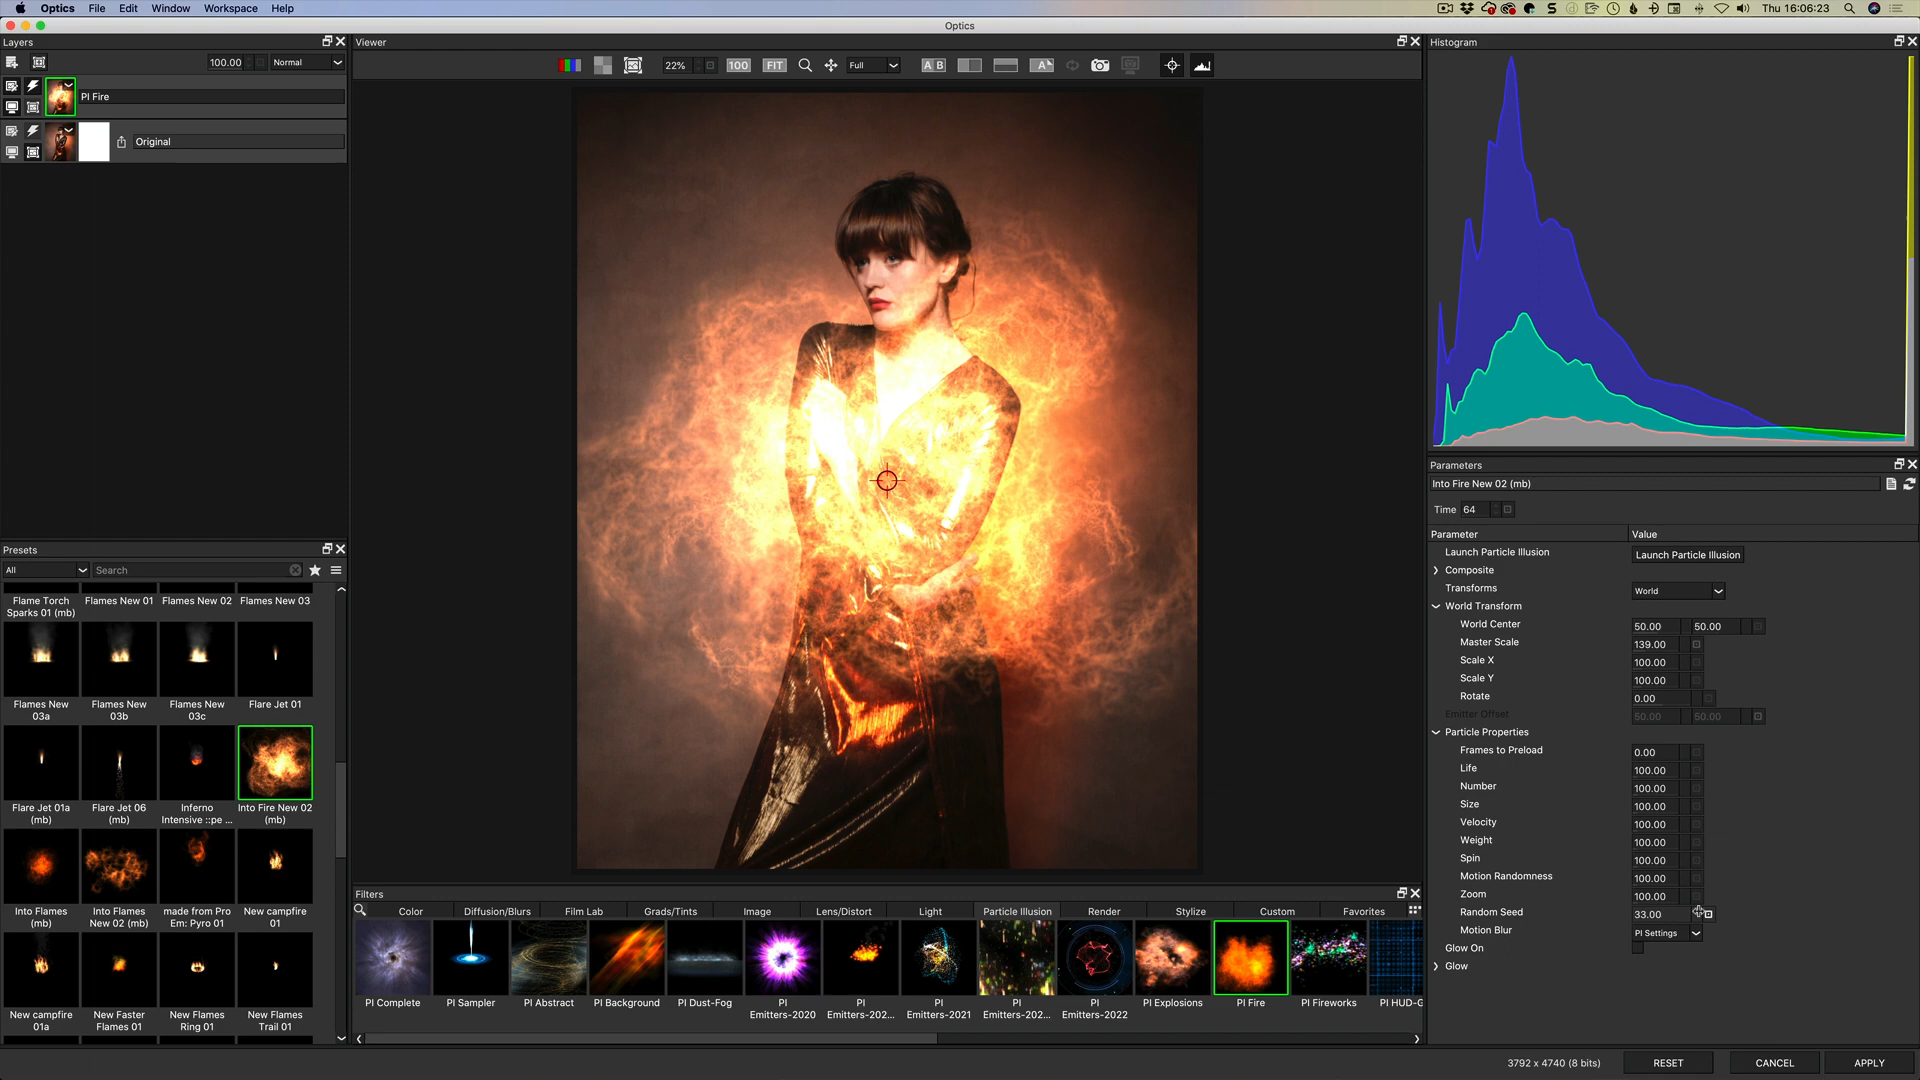 Optics File Edit Window Workspace Help Thu 16:06:23
Optics
Layers
100.00 Normal
PI Fire
Original
Presets
All Search
Flame Torch Sparks 01 (mb)
Flames New 01
Flames New 02
Flames New 03
Flames New 03a
Flames New 03b
Flames New 03c
Flare Jet 01
Flare Jet 01a (mb)
Flare Jet 06 (mb)
Inferno Intensive ::pe ...
Into Fire New 02 (mb)
Into Flames (mb)
Into Flames New 02 (mb)
made from Pro Em: Pyro 01
New campfire 01
New campfire 01a
New Faster Flames 01
New Flames Ring 01
New Flames Trail 01
Viewer
22% 100 FIT Full A B A
Filters
Color Diffusion/Blurs Film Lab Grads/Tints Image Lens/Distort Light Particle Illusion Render Stylize Custom Favorites
PI Complete
PI Sampler
PI Abstract
PI Background
PI Dust-Fog
PI Emitters-2020
PI Emitters-202...
PI Emitters-2021
PI Emitters-202...
PI Emitters-2022
PI Explosions
PI Fire
PI Fireworks
PI HUD-G
Histogram
Parameters
Into Fire New 02 (mb)
Time 64
Parameter Value
Launch Particle Illusion Launch Particle Illusion
Composite
Transforms World
World Transform
World Center 50.00 50.00
Master Scale 139.00
Scale X 100.00
Scale Y 100.00
Rotate 0.00
Emitter Offset 50.00 50.00
Particle Properties
Frames to Preload 0.00
Life 100.00
Number 100.00
Size 100.00
Velocity 100.00
Weight 100.00
Spin 100.00
Motion Randomness 100.00
Zoom 100.00
Random Seed 33.00
Motion Blur PI Settings
Glow On
Glow
3792 x 4740 (8 bits) RESET CANCEL APPLY